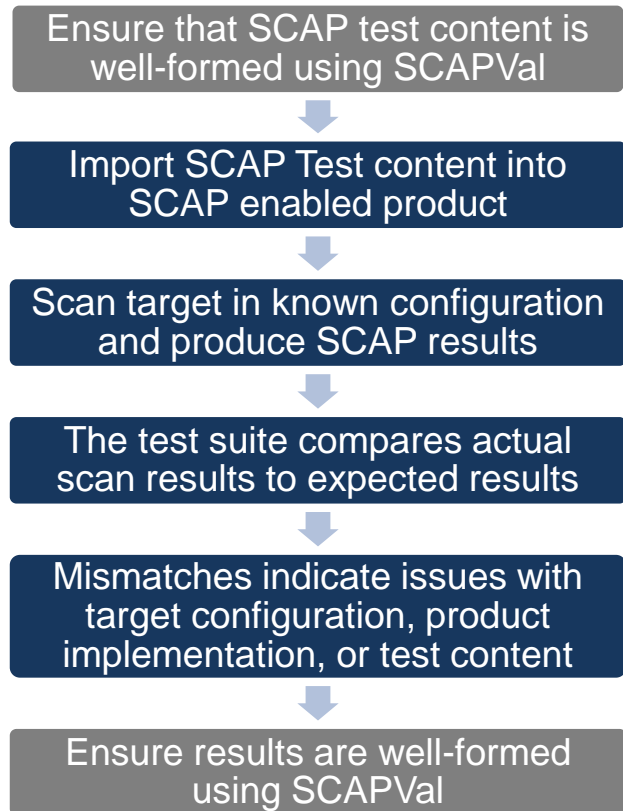 Ensure that SCAP test content is
well-formed using SCAPVal
Import SCAP Test content into
SCAP enabled product
Scan target in known configuration
and produce SCAP results
The test suite compares actual
scan results to expected results
Mismatches indicate issues with
target configuration, product
implementation, or test content
Ensure results are well-formed
using SCAPVal